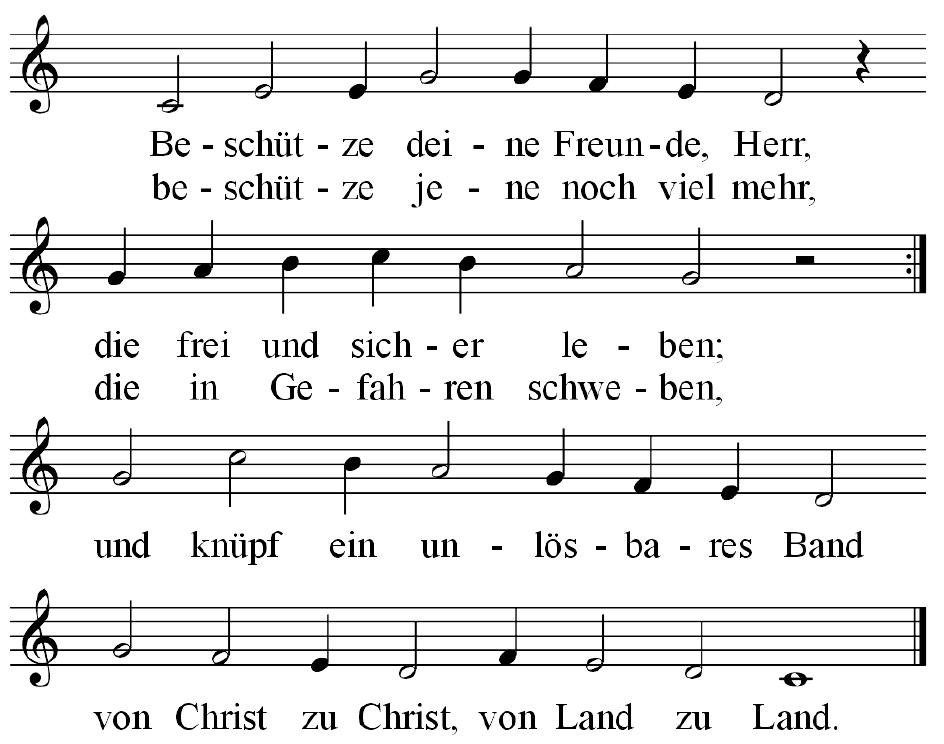 Be - schüt - ze dei - ne Freun - de, Herr,
be - schüt - ze je - ne noch viel mehr,
die frei und sich - er le - ben;
die in Ge - fah - ren schwe - ben,
und knüpf ein un - lös - ba - res Band
von Christ zu Christ, von Land zu Land.